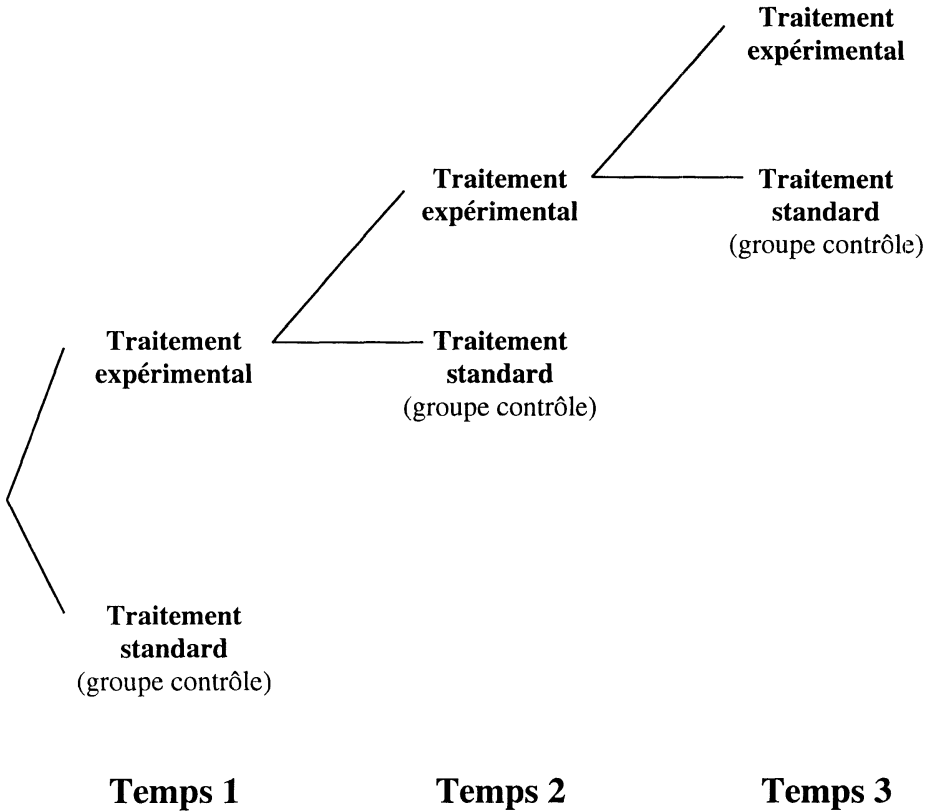 Traitement
expérimental
Traitement
standard
(groupe contrôle)
Traitement
expérimental
Traitement
standard
(groupe contrôle)
Traitement
expérimental
Traitement
standard
(groupe contrôle)
Temps 1
Temps 2
Temps 3